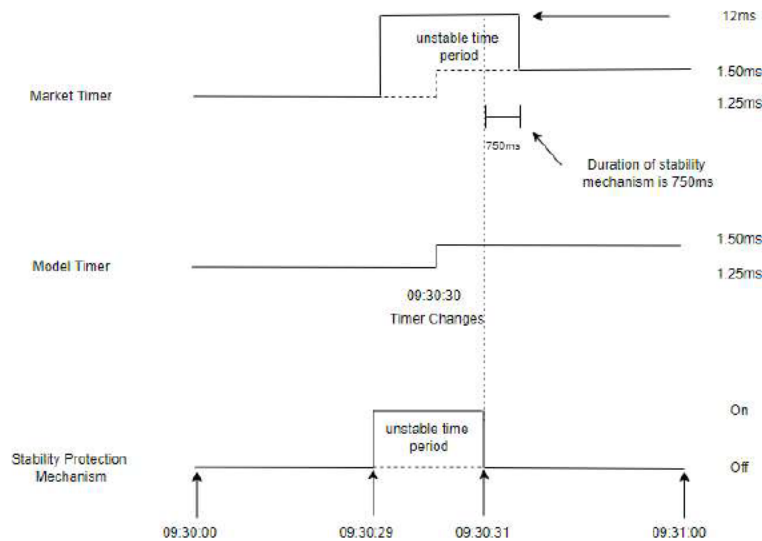 12ms
unstable time
period
1.50ms
Market Timer
1.25ms
750ms
Duration of stability
mechanism is 750ms
1.50ms
Model Timer
1.25ms
09:30:30
Timer Changes
On
unstable time
period
Stability Protection
Mechanism
Off
09:30:00
09:30:29
09:30:31
09:31:00